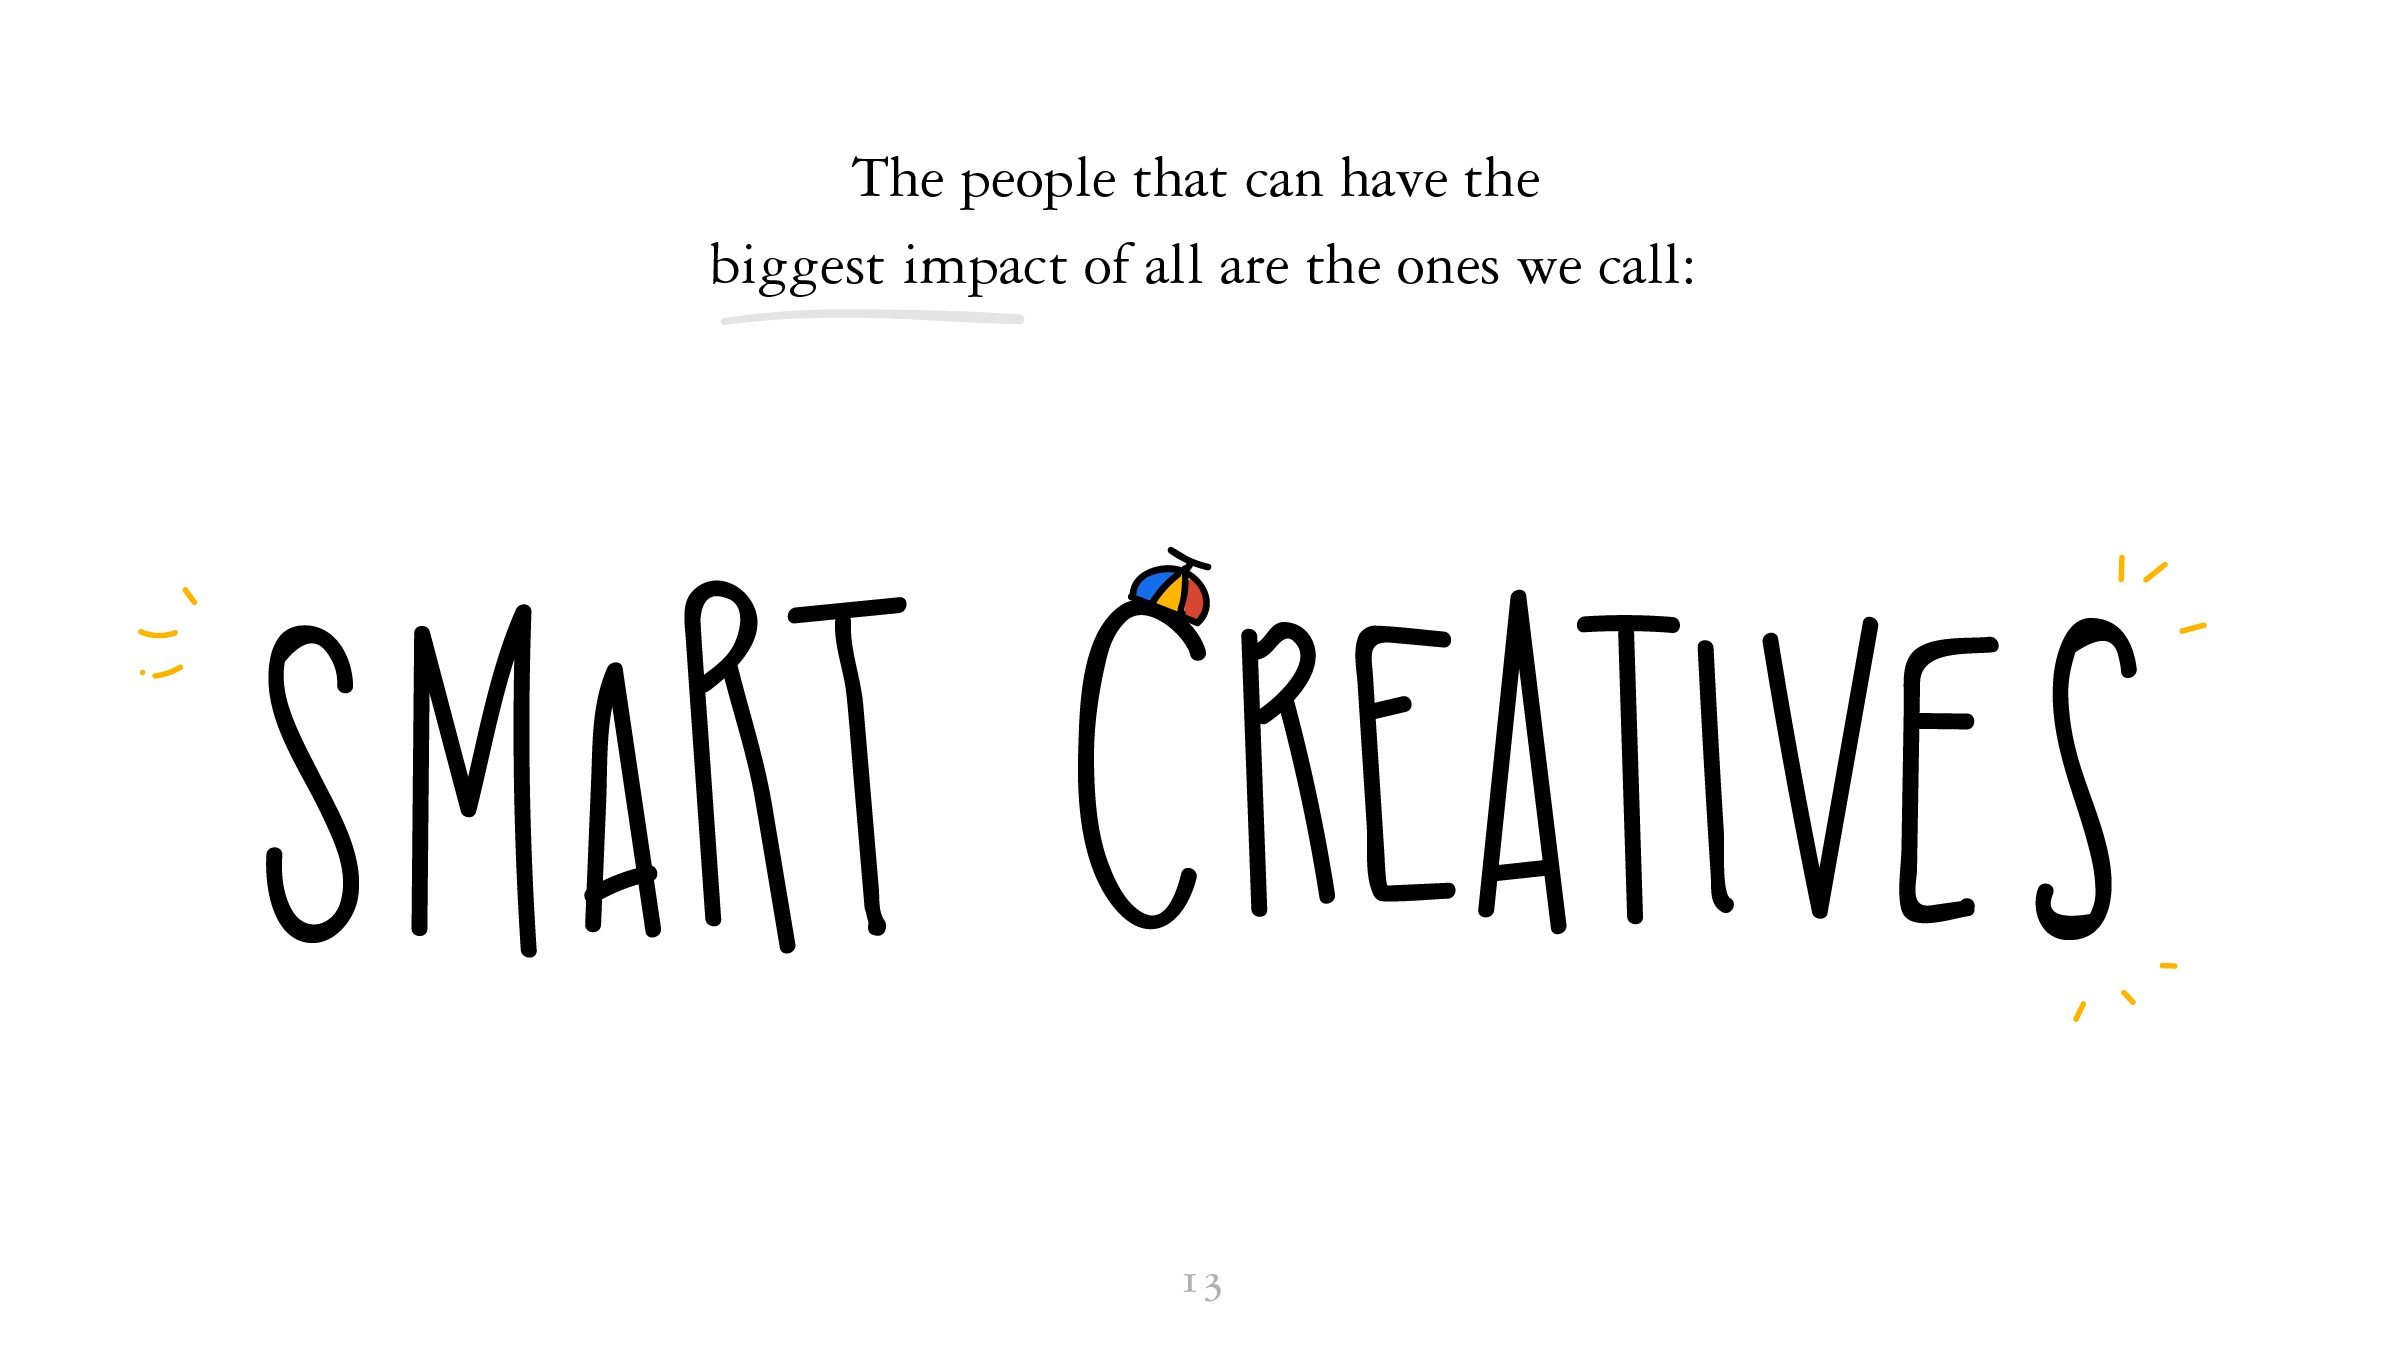 The people that can have the
biggest impact of all are the ones we call:
SMART CREATIVES
13